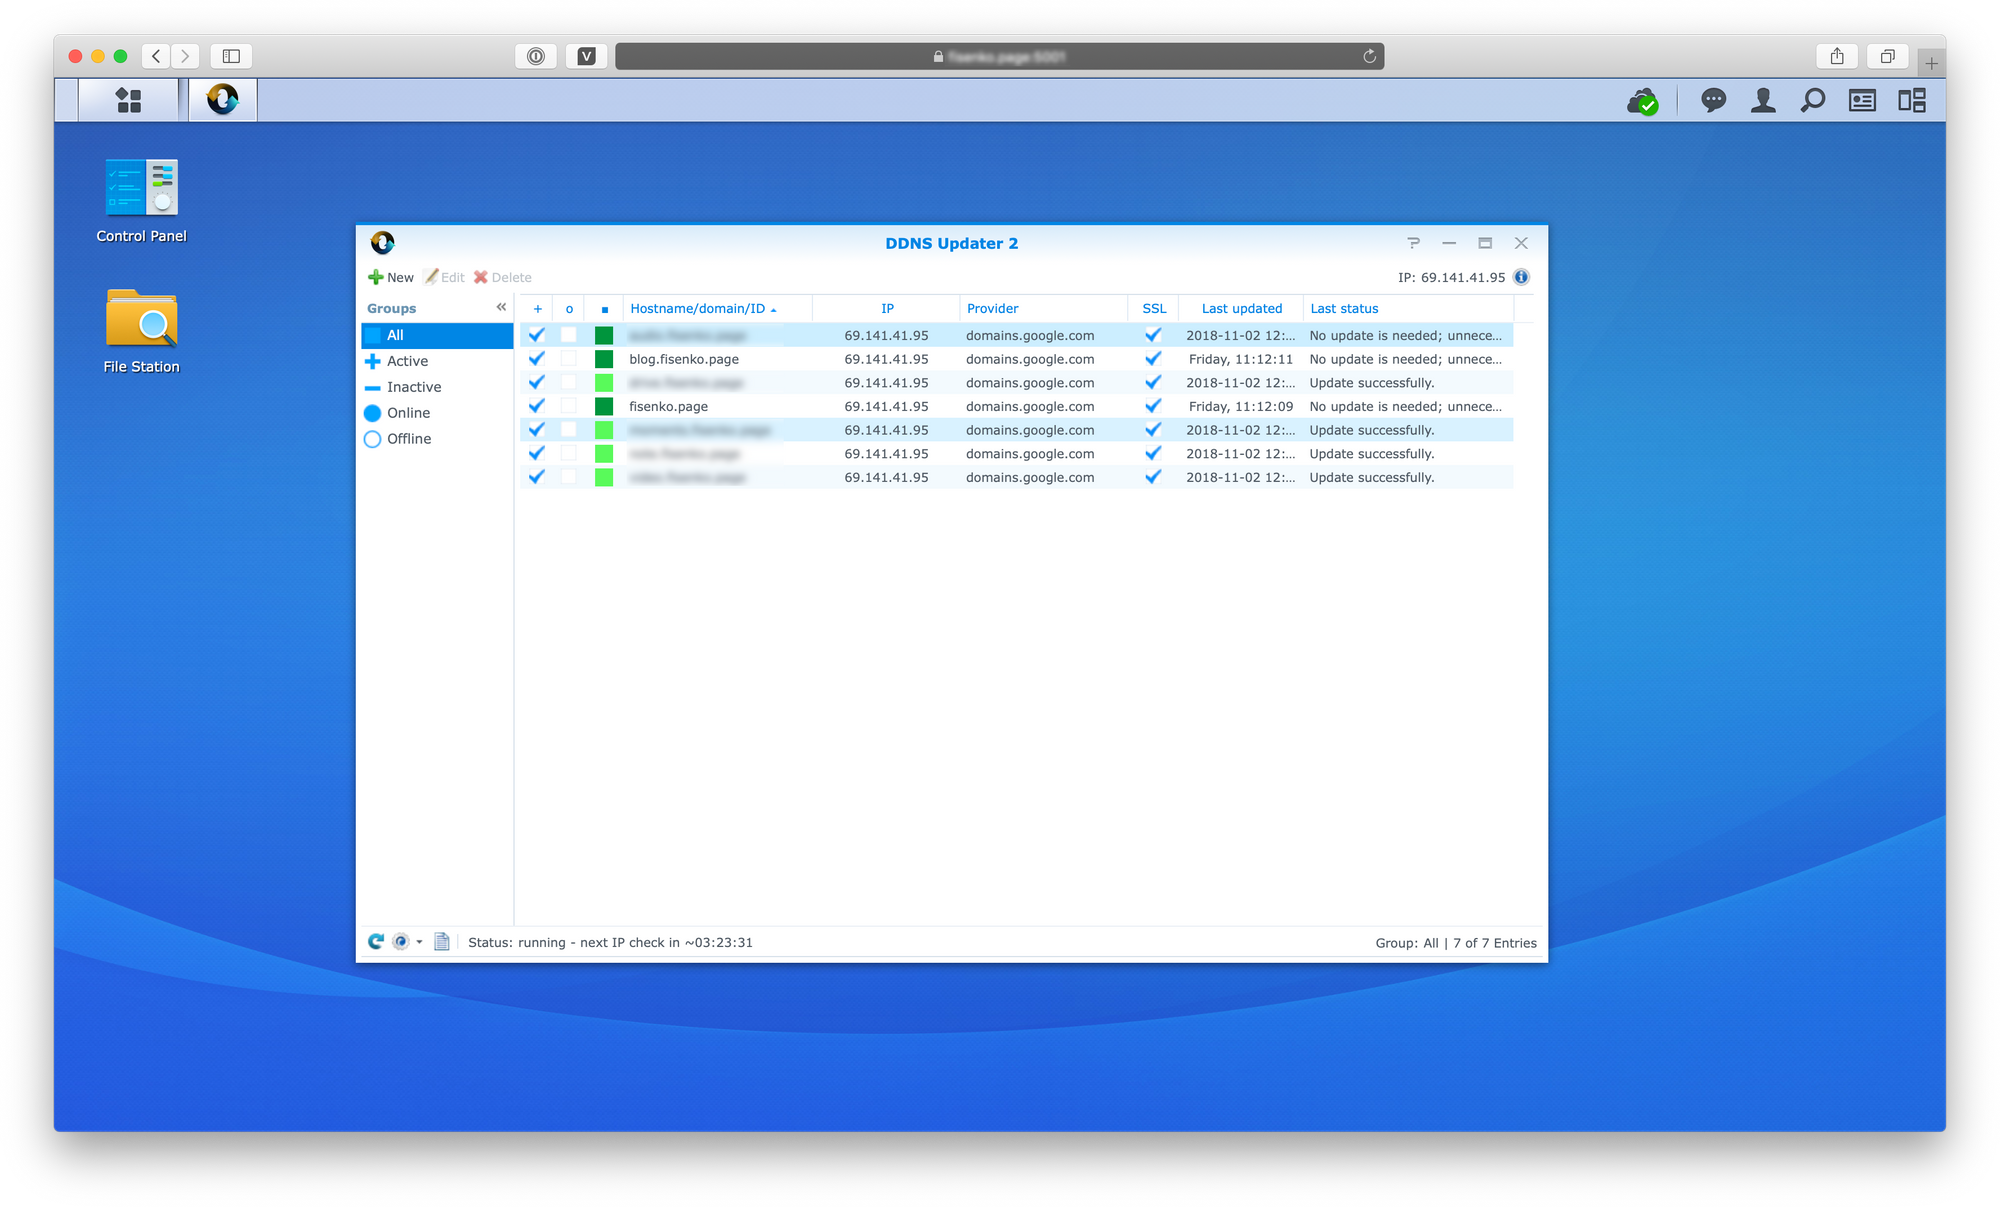 V
Control Panel
File Station
DDNS Updater 2
New Edit Delete
IP: 69.141.41.95
Groups
All
Active
Inactive
Online
Offline
+ o Hostname/domain/ID IP Provider SSL Last updated Last status
69.141.41.95 domains.google.com 2018-11-02 12:... No update is needed; unnece...
blog.fisenko.page 69.141.41.95 domains.google.com Friday, 11:12:11 No update is needed; unnece...
69.141.41.95 domains.google.com 2018-11-02 12:... Update successfully.
fisenko.page 69.141.41.95 domains.google.com Friday, 11:12:09 No update is needed; unnece...
69.141.41.95 domains.google.com 2018-11-02 12:... Update successfully.
69.141.41.95 domains.google.com 2018-11-02 12:... Update successfully.
69.141.41.95 domains.google.com 2018-11-02 12:... Update successfully.
Status: running - next IP check in ~03:23:31
Group: All | 7 of 7 Entries